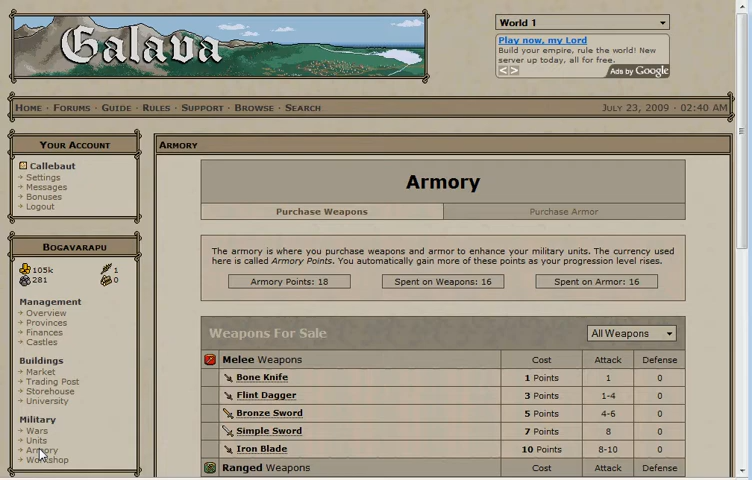 Galava
World 1
Play now, my Lord
Build your empire, rule the world! New
server up today, all for free.
Ads by Google
HOME · FORUMS · GUIDE · RULES · SUPPORT · BROWSE · SEARCH
JULY 23, 2009 · 02:40 AM
YOUR ACCOUNT
Callebaut
Settings
Messages
Bonuses
Logout
BOGAVARAPU
105k
1
281
0
Management
Overview
Provinces
Finances
Castles
Buildings
Market
Trading Post
Storehouse
University
Military
Wars
Units
Armory
Workshop
ARMORY
Armory
Purchase Weapons
Purchase Armor
The armory is where you purchase weapons and armor to enhance your military units. The currency used
here is called Armory Points. You automatically gain more of these points as your progression level rises.
Armory Points: 18
Spent on Weapons: 16
Spent on Armor: 16
Weapons For Sale
All Weapons
Melee Weapons Cost Attack Defense
Bone Knife 1 Points 1 0
Flint Dagger 3 Points 1-4 0
Bronze Sword 5 Points 4-6 0
Simple Sword 7 Points 8 0
Iron Blade 10 Points 8-10 0
Ranged Weapons Cost Attack Defense